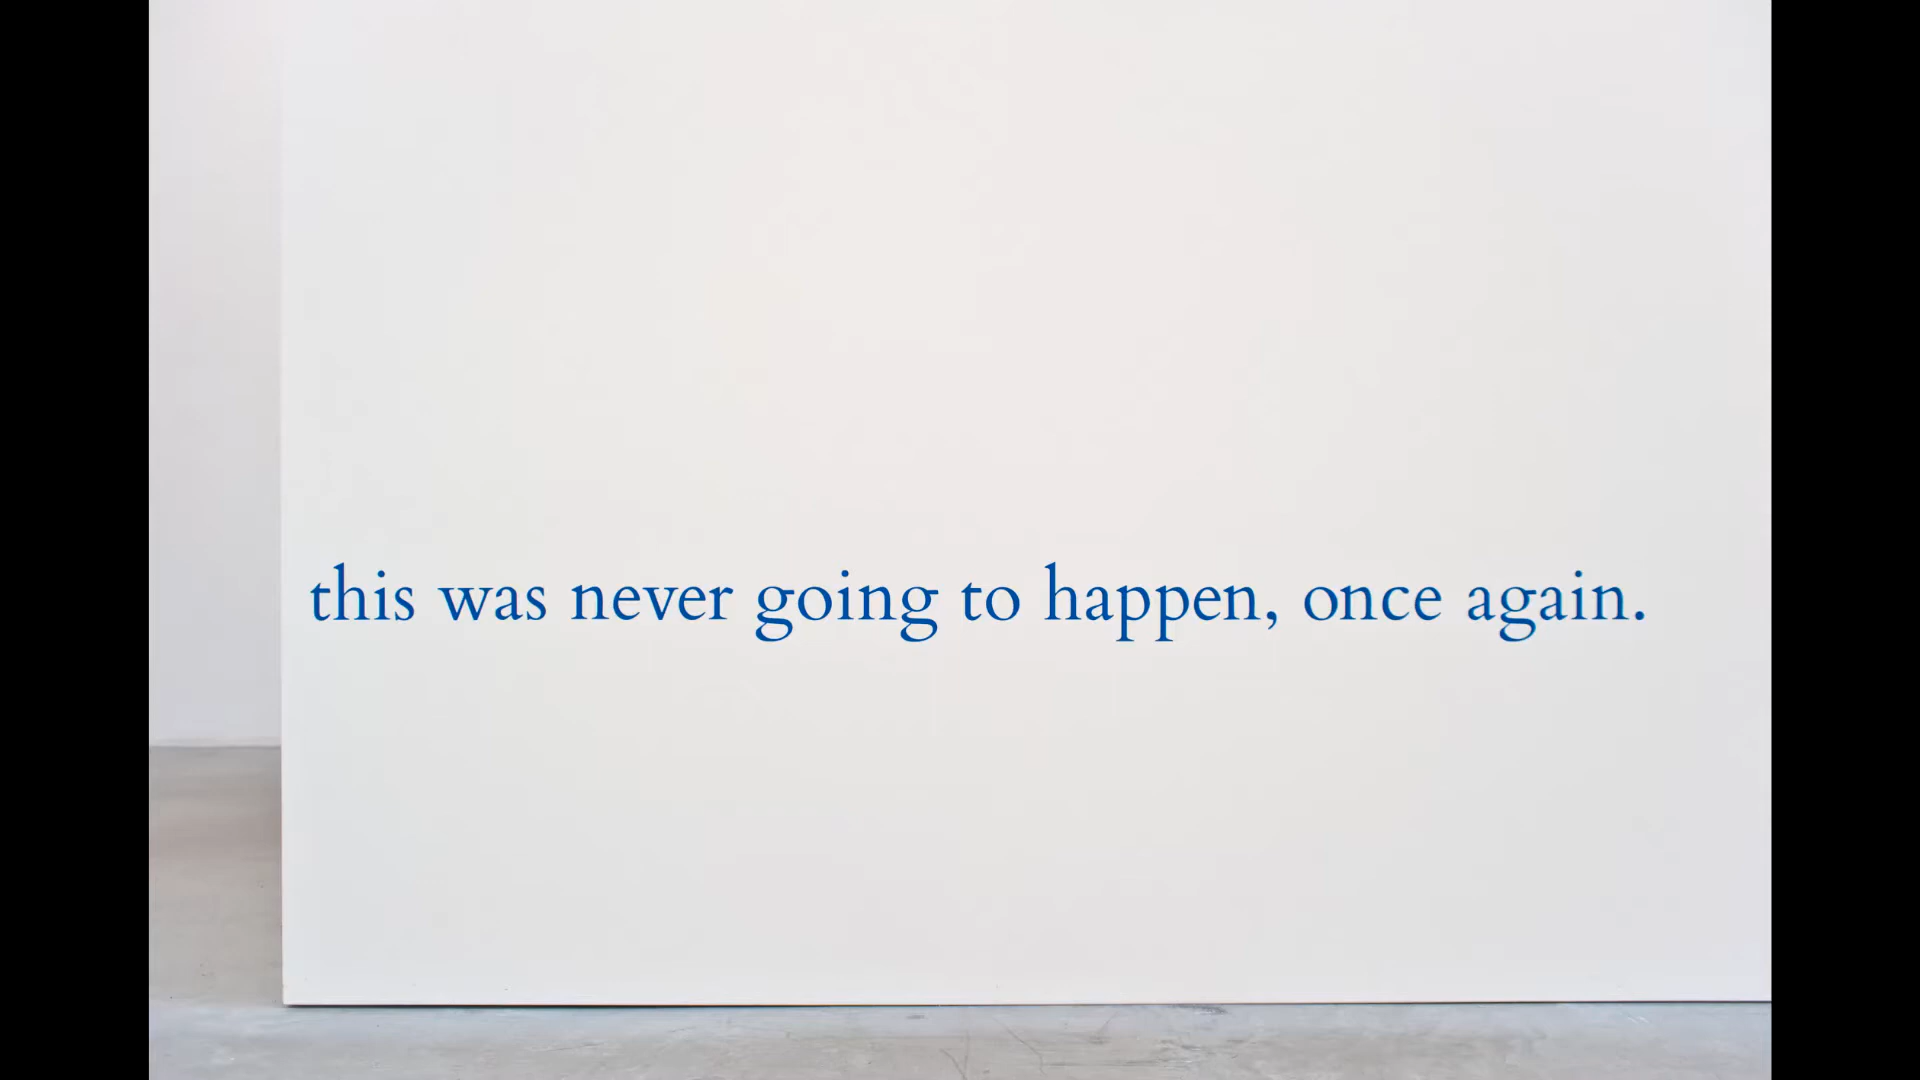 this was never going to happen, once again.